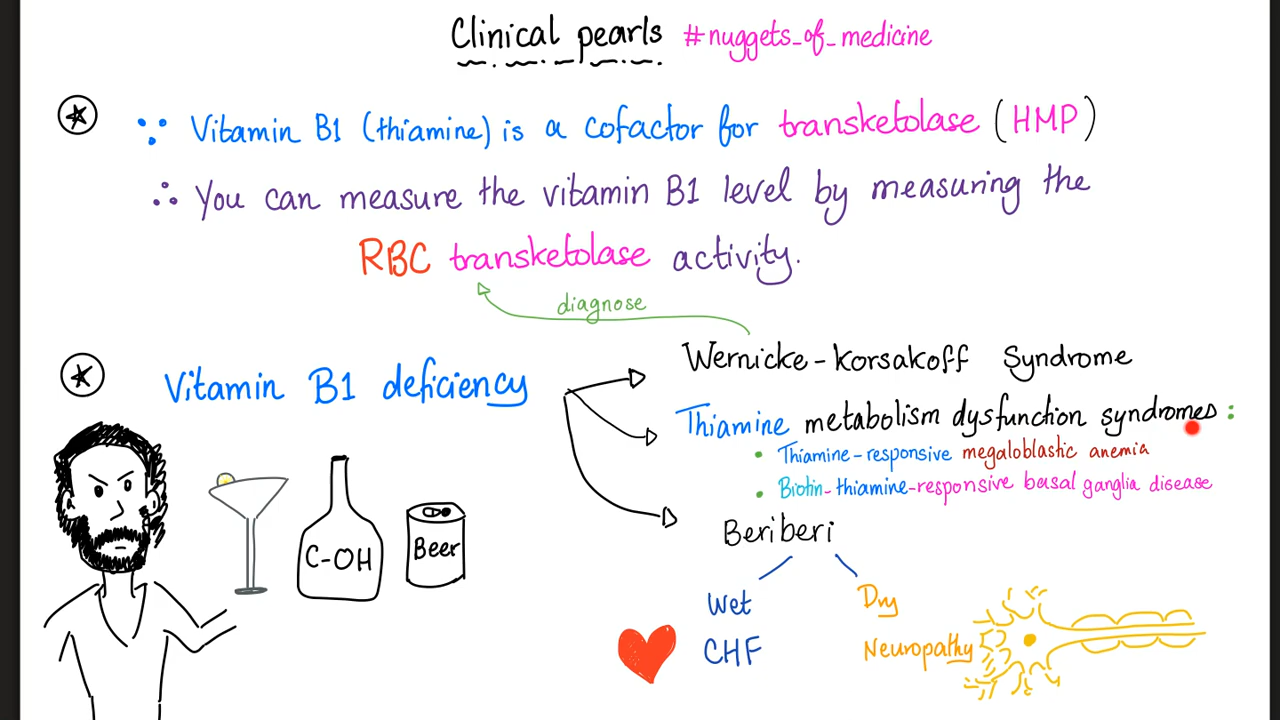 Clinical pearls #nuggets_of_medicine
∵ Vitamin B1 (thiamine) is a cofactor for transketolase (HMP)
∴ You can measure the vitamin B1 level by measuring the
RBC transketolase activity.
diagnose
Wernicke-Korsakoff Syndrome
Vitamin B1 deficiency
Thiamine metabolism dysfunction syndromes:
• Thiamine-responsive megaloblastic anemia
• Biotin-thiamine-responsive basal ganglia disease
Beriberi
C-OH
Beer
Wet
Dry
CHF
Neuropathy